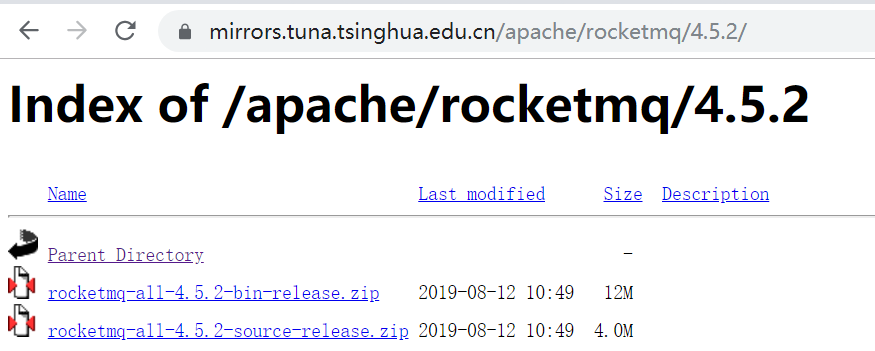 mirrors.tuna.tsinghua.edu.cn/apache/rocketmq/4.5.2/
Index of /apache/rocketmq/4.5.2
Name Last modified Size Description
Parent Directory -
rocketmq-all-4.5.2-bin-release.zip 2019-08-12 10:49 12M
rocketmq-all-4.5.2-source-release.zip 2019-08-12 10:49 4.0M